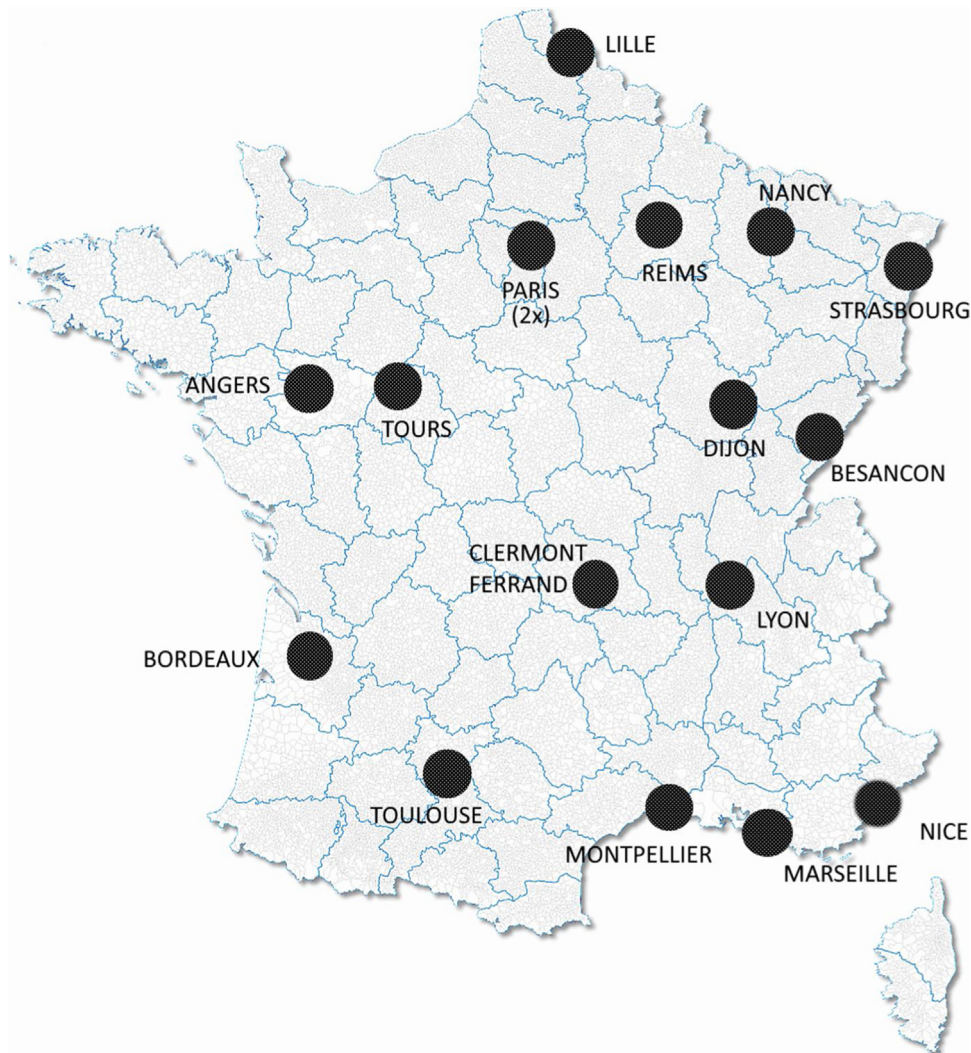 LILLE
NANCY
REIMS
PARIS
(2x)
STRASBOURG
ANGERS
TOURS
DIJON
BESANCON
CLERMONT
FERRAND
LYON
BORDEAUX
TOULOUSE
MONTPELLIER
NICE
MARSEILLE